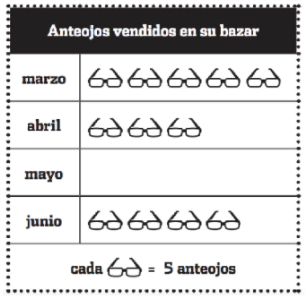 Anteojos vendidos en su bazar
marzo
abril
mayo
junio
cada = 5 anteojos